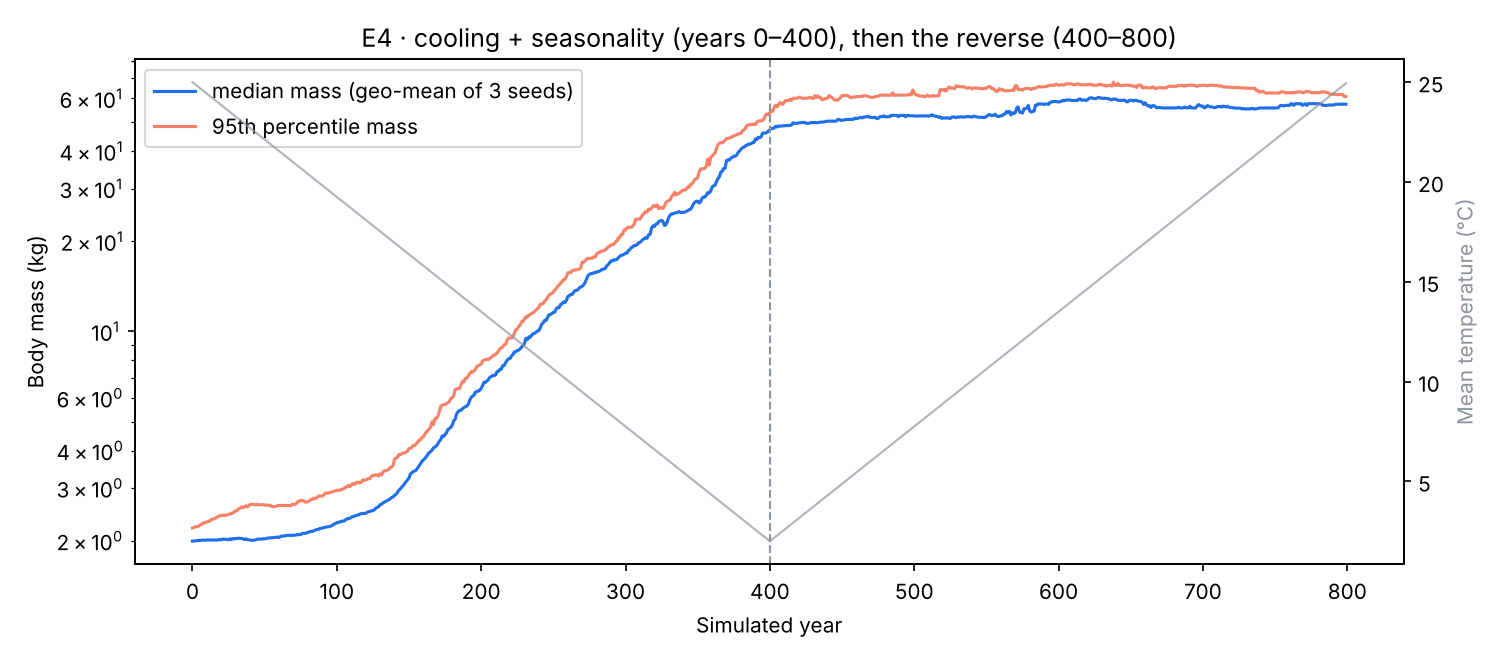 E4 · cooling + seasonality (years 0–400), then the reverse (400–800)
median mass (geo-mean of 3 seeds)
95th percentile mass
Body mass (kg)
6 × 10¹
4 × 10¹
3 × 10¹
2 × 10¹
10¹
6 × 10⁰
4 × 10⁰
3 × 10⁰
2 × 10⁰
25
20
15
10
5
Mean temperature (°C)
0 100 200 300 400 500 600 700 800
Simulated year